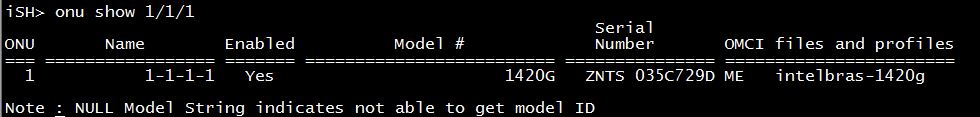 iSH> onu show 1/1/1
Serial
ONU Name Enabled Model # Number OMCI files and profiles
=== ================= ======= ========================= =============== =======================
1 1-1-1-1 Yes 1420G ZNTS 035C729D ME intelbras-1420g
Note : NULL Model String indicates not able to get model ID